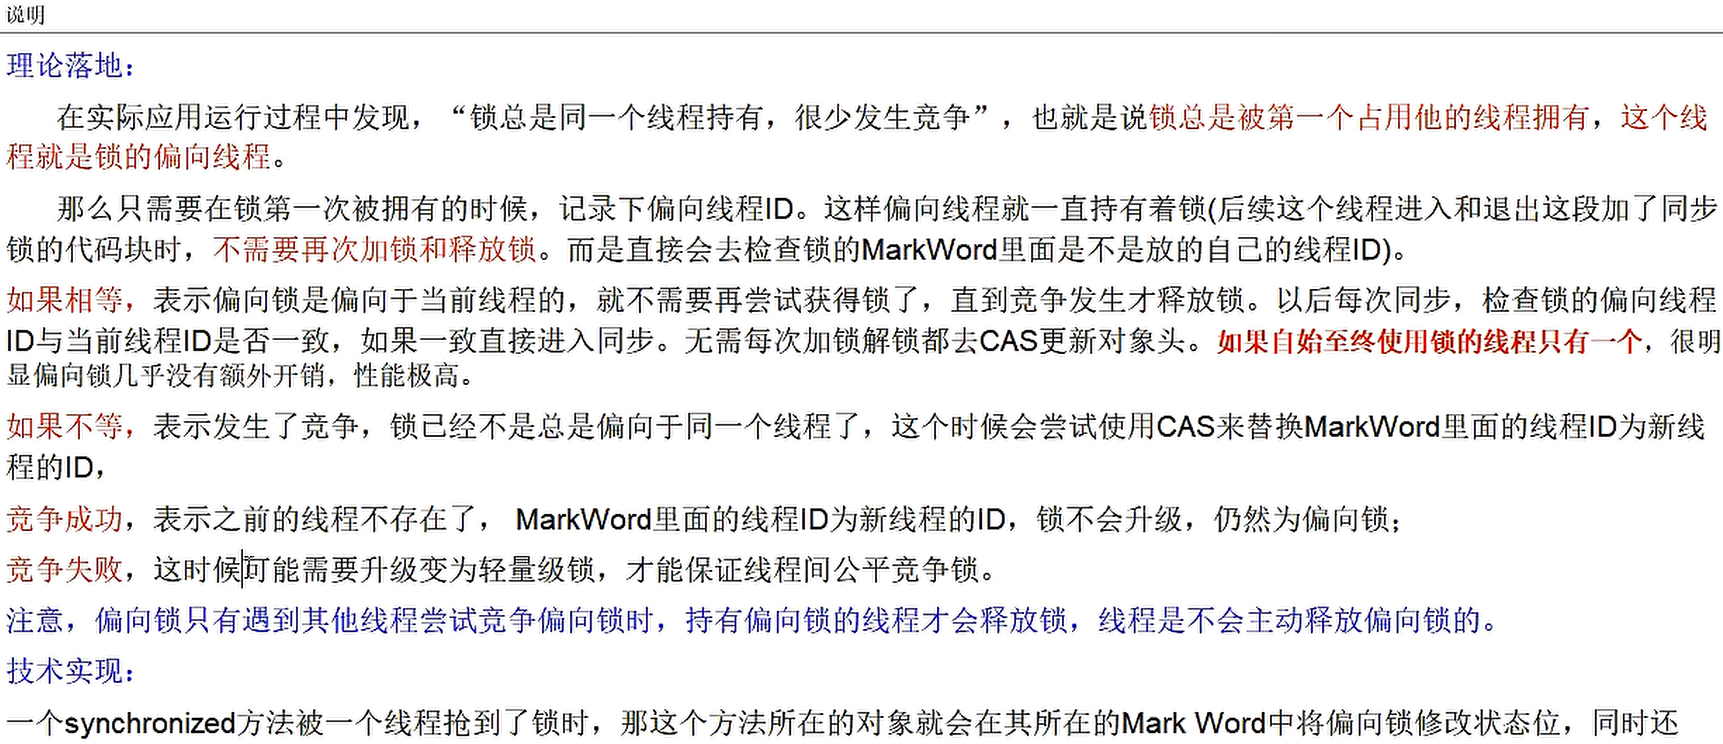 说明
理论落地：
在实际应用运行过程中发现，“锁总是同一个线程持有，很少发生竞争”，也就是说锁总是被第一个占用他的线程拥有，这个线
程就是锁的偏向线程。
那么只需要在锁第一次被拥有的时候，记录下偏向线程ID。这样偏向线程就一直持有着锁(后续这个线程进入和退出这段加了同步
锁的代码块时，不需要再次加锁和释放锁。而是直接会去检查锁的MarkWord里面是不是放的自己的线程ID)。
如果相等，表示偏向锁是偏向于当前线程的，就不需要再尝试获得锁了，直到竞争发生才释放锁。以后每次同步，检查锁的偏向线程
ID与当前线程ID是否一致，如果一致直接进入同步。无需每次加锁解锁都去CAS更新对象头。如果自始至终使用锁的线程只有一个，很明
显偏向锁几乎没有额外开销，性能极高。
如果不等，表示发生了竞争，锁已经不是总是偏向于同一个线程了，这个时候会尝试使用CAS来替换MarkWord里面的线程ID为新线
程的ID，
竞争成功，表示之前的线程不存在了， MarkWord里面的线程ID为新线程的ID，锁不会升级，仍然为偏向锁；
竞争失败，这时候可能需要升级变为轻量级锁，才能保证线程间公平竞争锁。
注意，偏向锁只有遇到其他线程尝试竞争偏向锁时，持有偏向锁的线程才会释放锁，线程是不会主动释放偏向锁的。
技术实现：
一个synchronized方法被一个线程抢到了锁时，那这个方法所在的对象就会在其所在的Mark Word中将偏向锁修改状态位，同时还